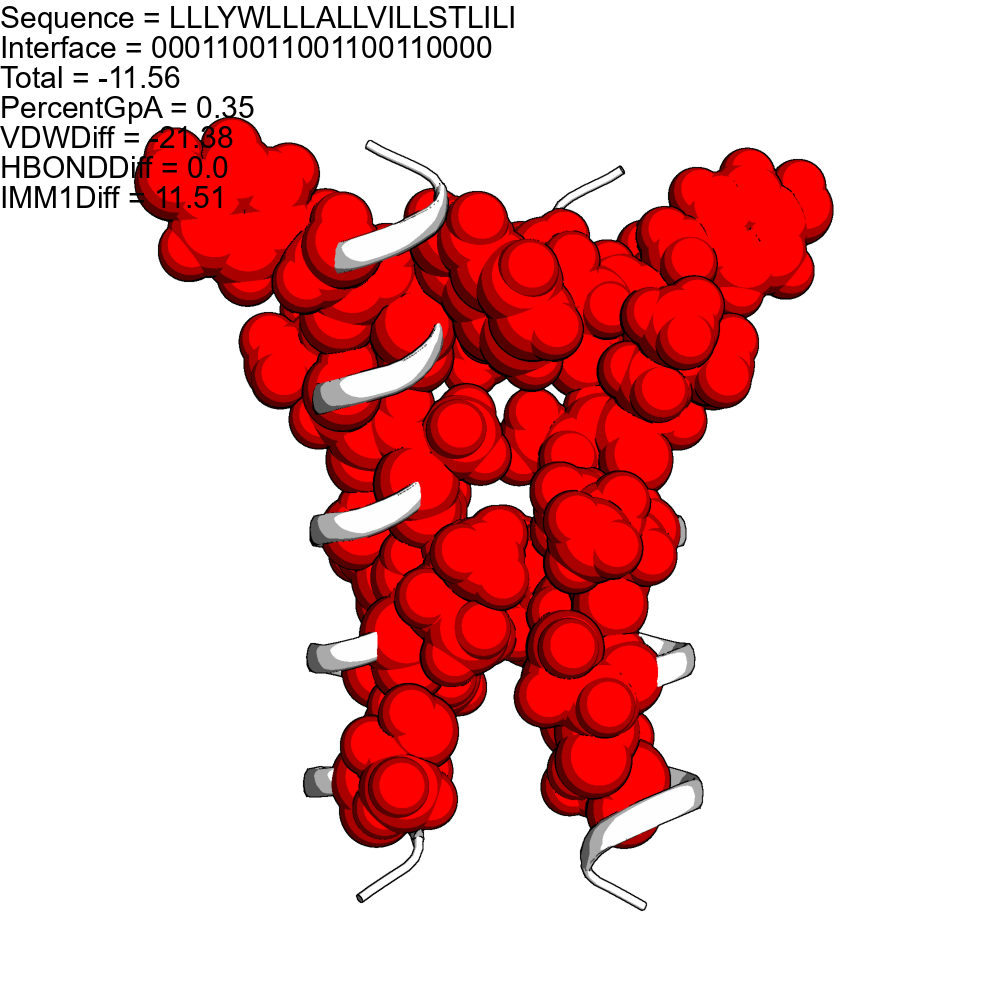 Sequence = LLLYWLLLALLVILLSTLILI
Interface = 000110011001100110000
Total = -11.56
PercentGpA = 0.35
VDWDiff = -21.38
HBONDDiff = 0.0
IMM1Diff = 11.51